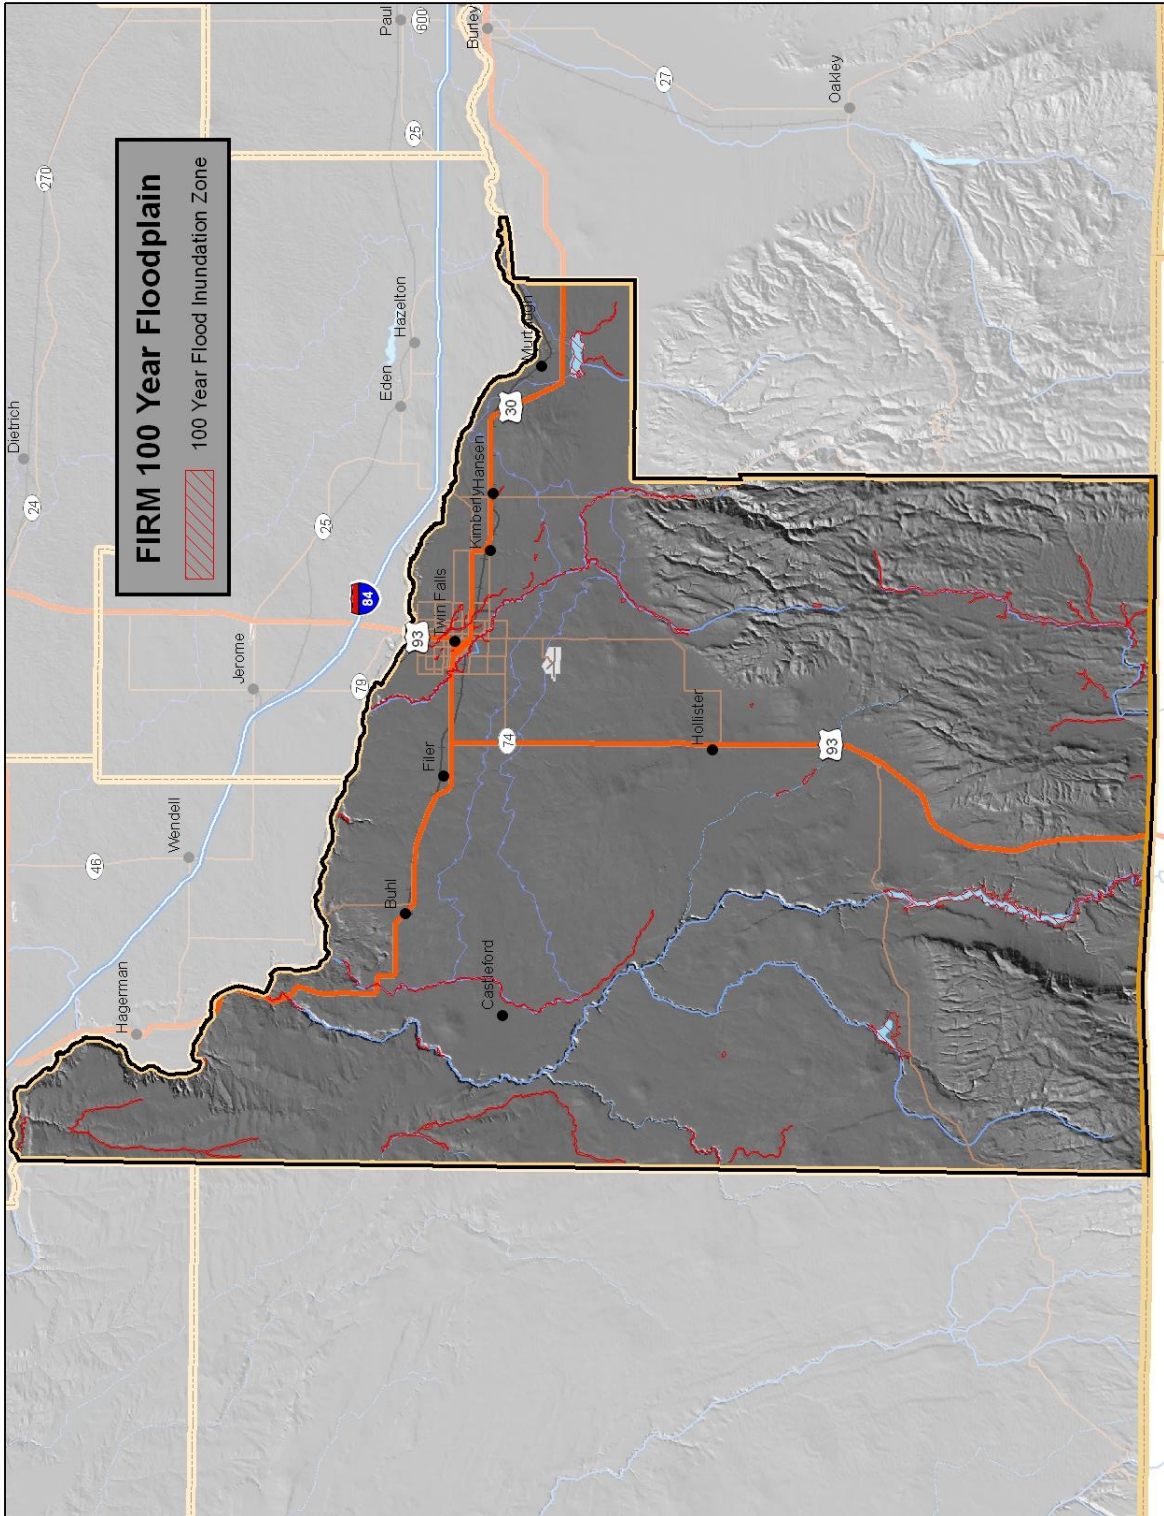 FIRM 100 Year Floodplain
100 Year Flood Inundation Zone
Hagerman
46
Wendell
Jerome
79
84
25
24
Dietrich
270
Eden
Hazelton
25
Paul
600
Burley
27
Oakley
Buhl
Filer
93
Twin Falls
Kimberly
Hansen
30
Murtaugh
Castleford
74
Hollister
93